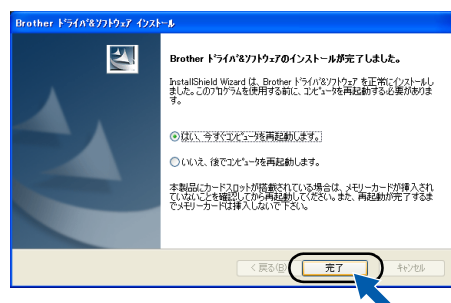 Brother ﾄﾞﾗｲﾊﾞ&ｿﾌﾄｳｪｱ ｲﾝｽﾄｰﾙ
Brother ﾄﾞﾗｲﾊﾞ&ｿﾌﾄｳｪｱのインストールが完了しました。
InstallShield Wizard は、Brother ﾄﾞﾗｲﾊﾞ&ｿﾌﾄｳｪｱ を正常にｲﾝｽﾄｰﾙし
ました。このﾌﾟﾛｸﾞﾗﾑを使用する前に、ｺﾝﾋﾟｭｰﾀを再起動する必要がありま
す。
はい、今すぐｺﾝﾋﾟｭｰﾀを再起動します。
いいえ、後でｺﾝﾋﾟｭｰﾀを再起動します。
本製品にカードスロットが搭載されている場合は、メモリーカードが挿入され
ていないことを確認してから再起動してください。また、再起動が完了するま
でメモリーカードは挿入しないで下さい。
< 戻る(B)
完了
ｷｬﾝｾﾙ